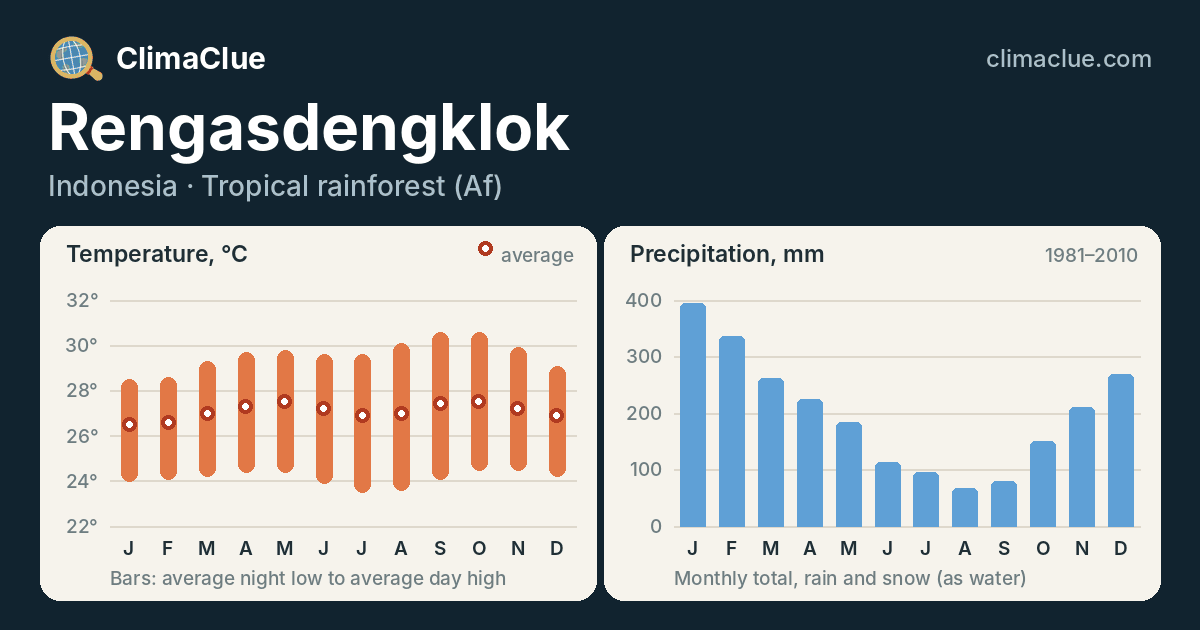 ClimaClue
climaclue.com
Rengasdengklok
Indonesia · Tropical rainforest (Af)
Temperature, °C
average
32°
30°
28°
26°
24°
22°
J F M A M J J A S O N D
Bars: average night low to average day high
Precipitation, mm
1981–2010
400
300
200
100
0
J F M A M J J A S O N D
Monthly total, rain and snow (as water)